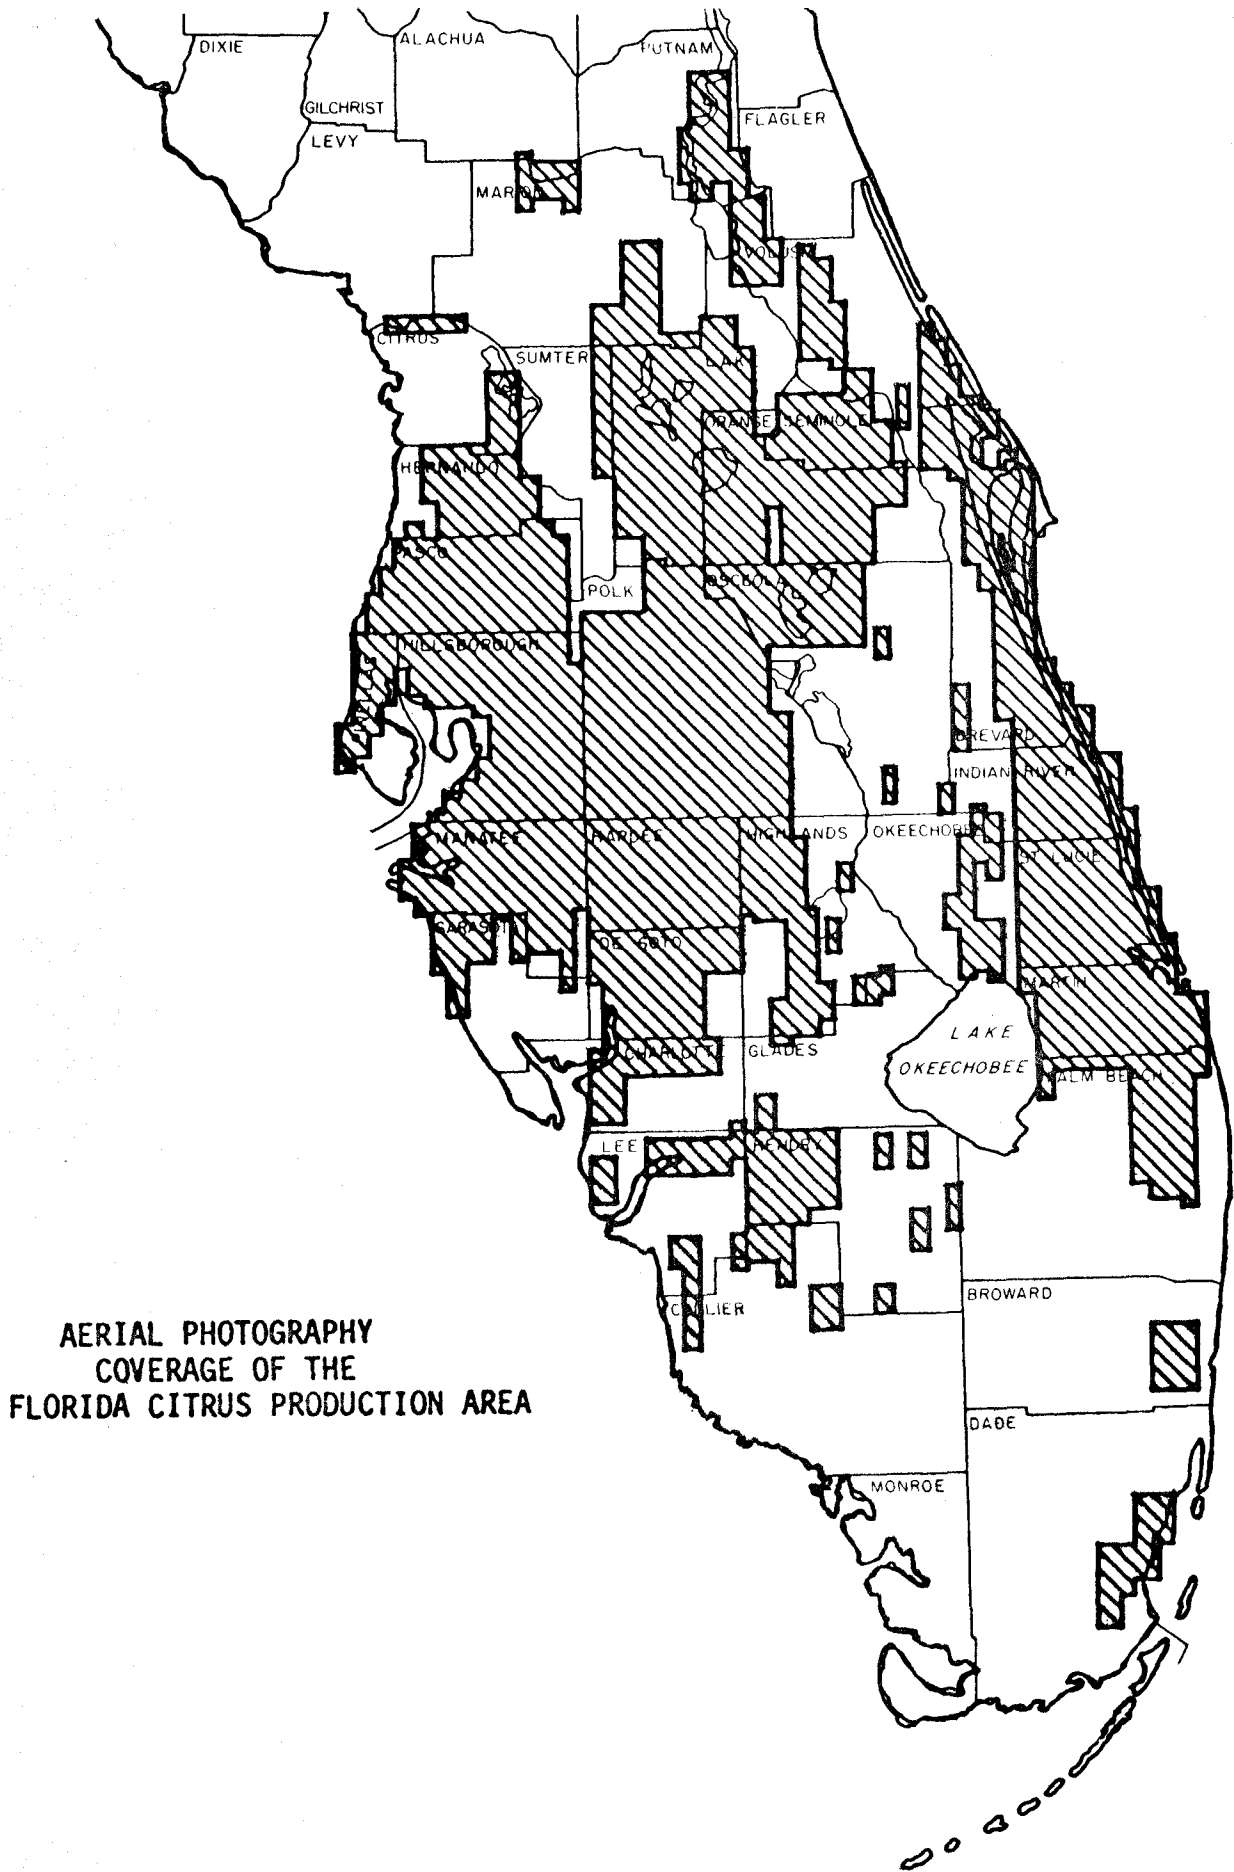 DIXIE
ALACHUA
PUTNAM
GILCHRIST
FLAGLER
LEVY
MARION
VOLUSIA
CITRUS
SUMTER
LAKE
ORANGE
SEMINOLE
HERNANDO
PASCO
OSCEOLA
POLK
HILLSBOROUGH
BREVARD
INDIAN RIVER
MANATEE
HARDEE
HIGHLANDS
OKEECHOBEE
ST LUCIE
SARASOTA
DE SOTO
MARTIN
LAKE
OKEECHOBEE
CHARLOTTE
GLADES
PALM BEACH
LEE
HENDRY
COLLIER
BROWARD
AERIAL PHOTOGRAPHY
COVERAGE OF THE
FLORIDA CITRUS PRODUCTION AREA
DADE
MONROE